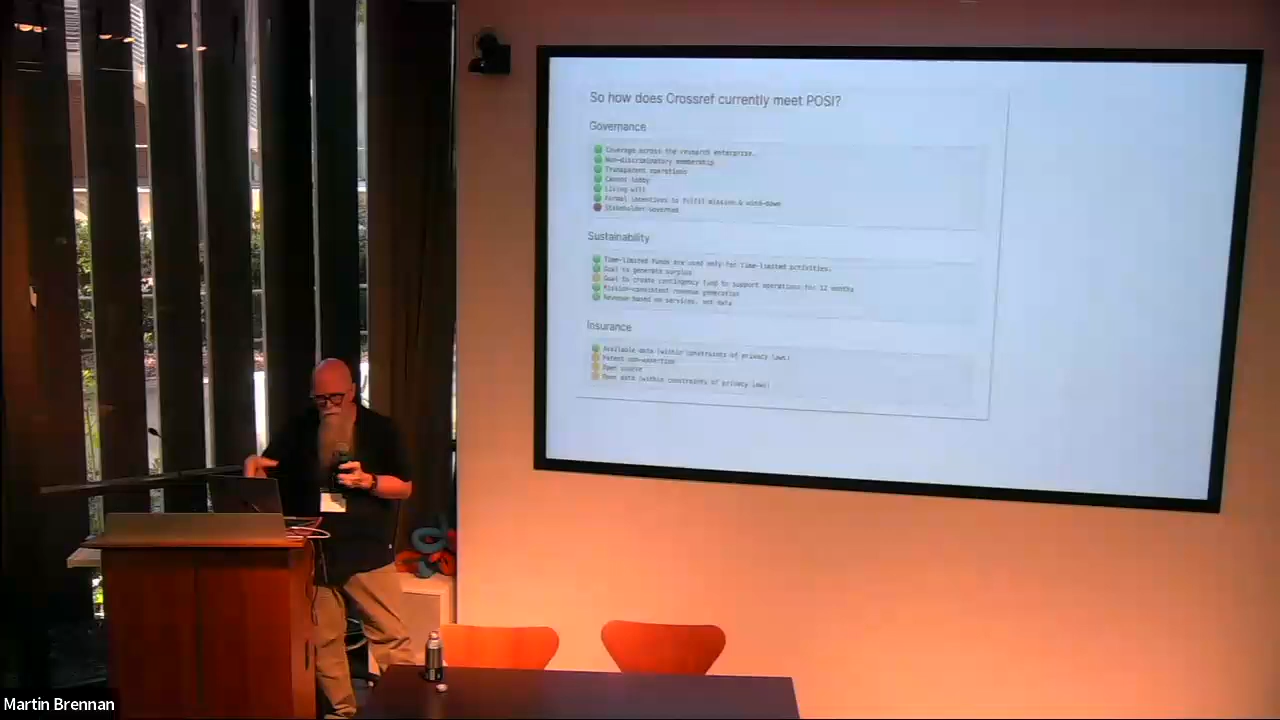 So how does Crossref currently meet POSI?
Governance
Coverage across the research enterprise.
Non-discriminatory membership
Transparent operations
Cannot lobby
Living will
Formal incentives to fulfil mission & wind-down
Stakeholder Governed
Sustainability
Time-limited funds are used only for time-limited activities.
Goal to generate surplus
Goal to create contingency fund to support operations for 12 months
Mission-consistent revenue generation
Revenue based on services, not data
Insurance
Available data (within constraints of privacy laws)
Patent non-assertion
Open source
Open data (within constraints of privacy laws)
Martin Brennan